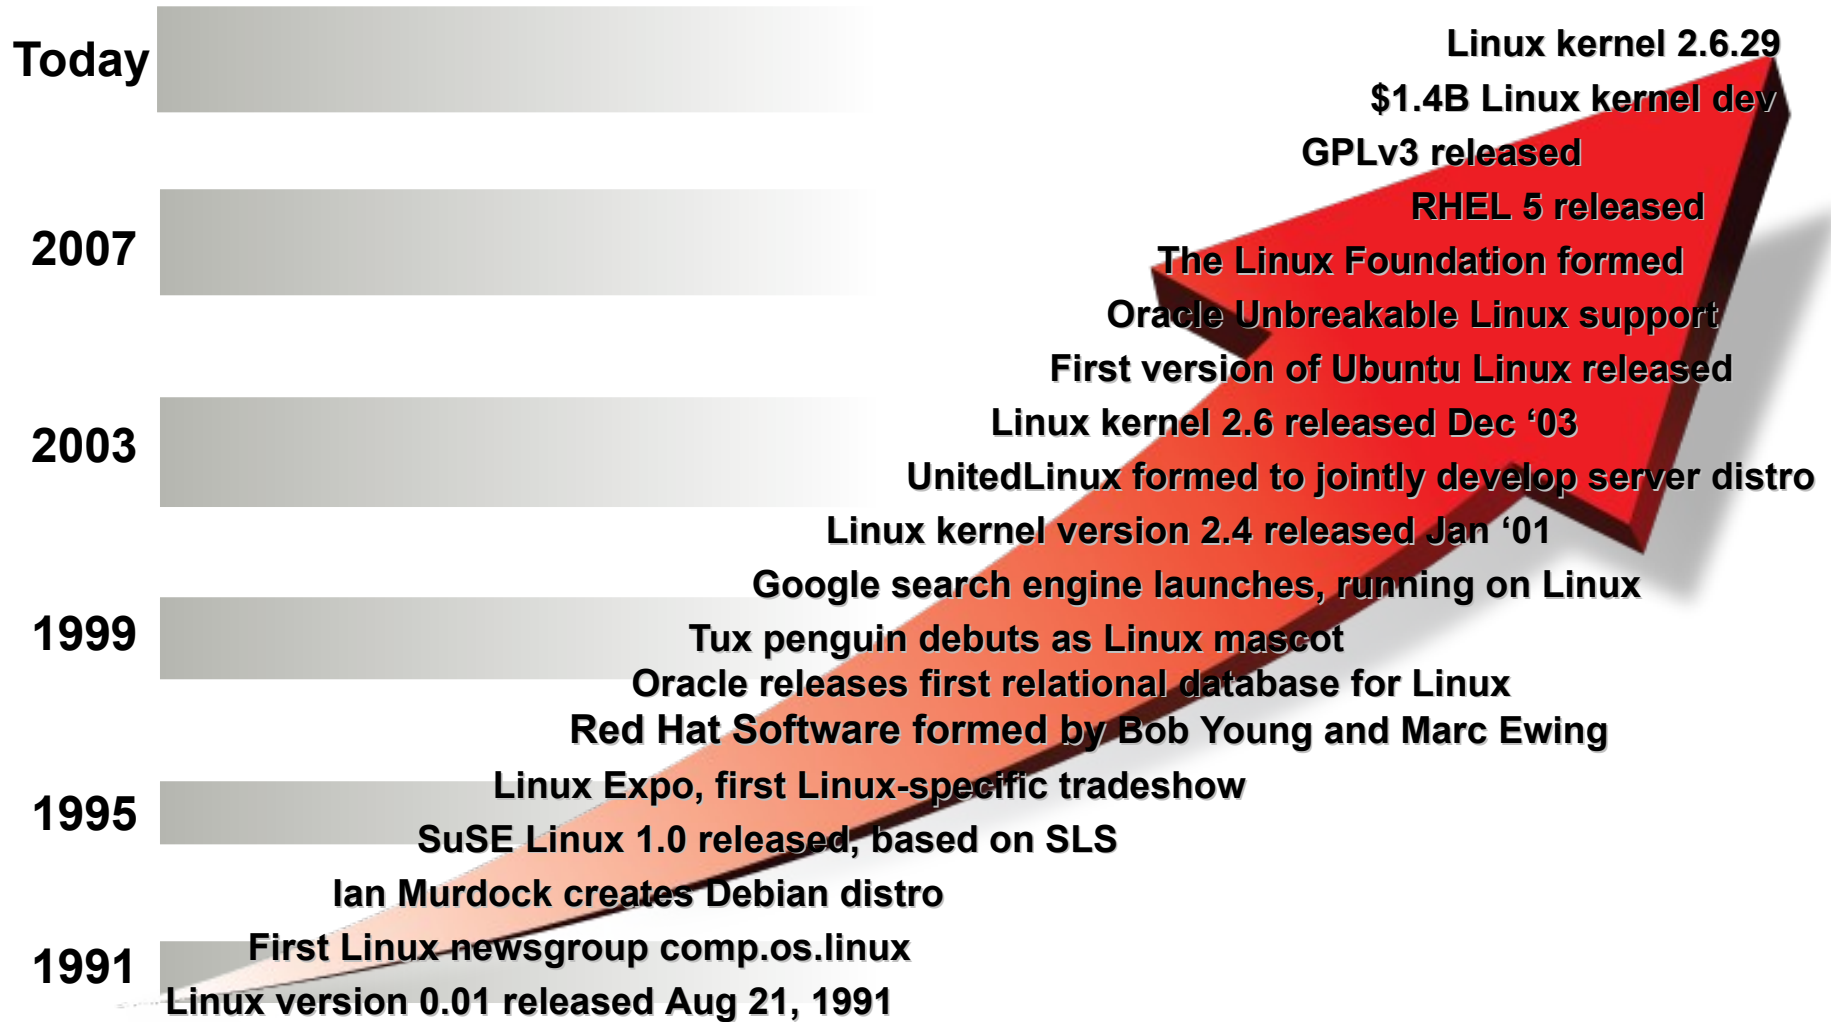 Today
Linux kernel 2.6.29
$1.4B Linux kernel dev
GPLv3 released
RHEL 5 released
2007
The Linux Foundation formed
Oracle Unbreakable Linux support
First version of Ubuntu Linux released
Linux kernel 2.6 released Dec ‘03
2003
UnitedLinux formed to jointly develop server distro
Linux kernel version 2.4 released Jan ‘01
Google search engine launches, running on Linux
1999
Tux penguin debuts as Linux mascot
Oracle releases first relational database for Linux
Red Hat Software formed by Bob Young and Marc Ewing
Linux Expo, first Linux-specific tradeshow
1995
SuSE Linux 1.0 released, based on SLS
Ian Murdock creates Debian distro
First Linux newsgroup comp.os.linux
1991
Linux version 0.01 released Aug 21, 1991